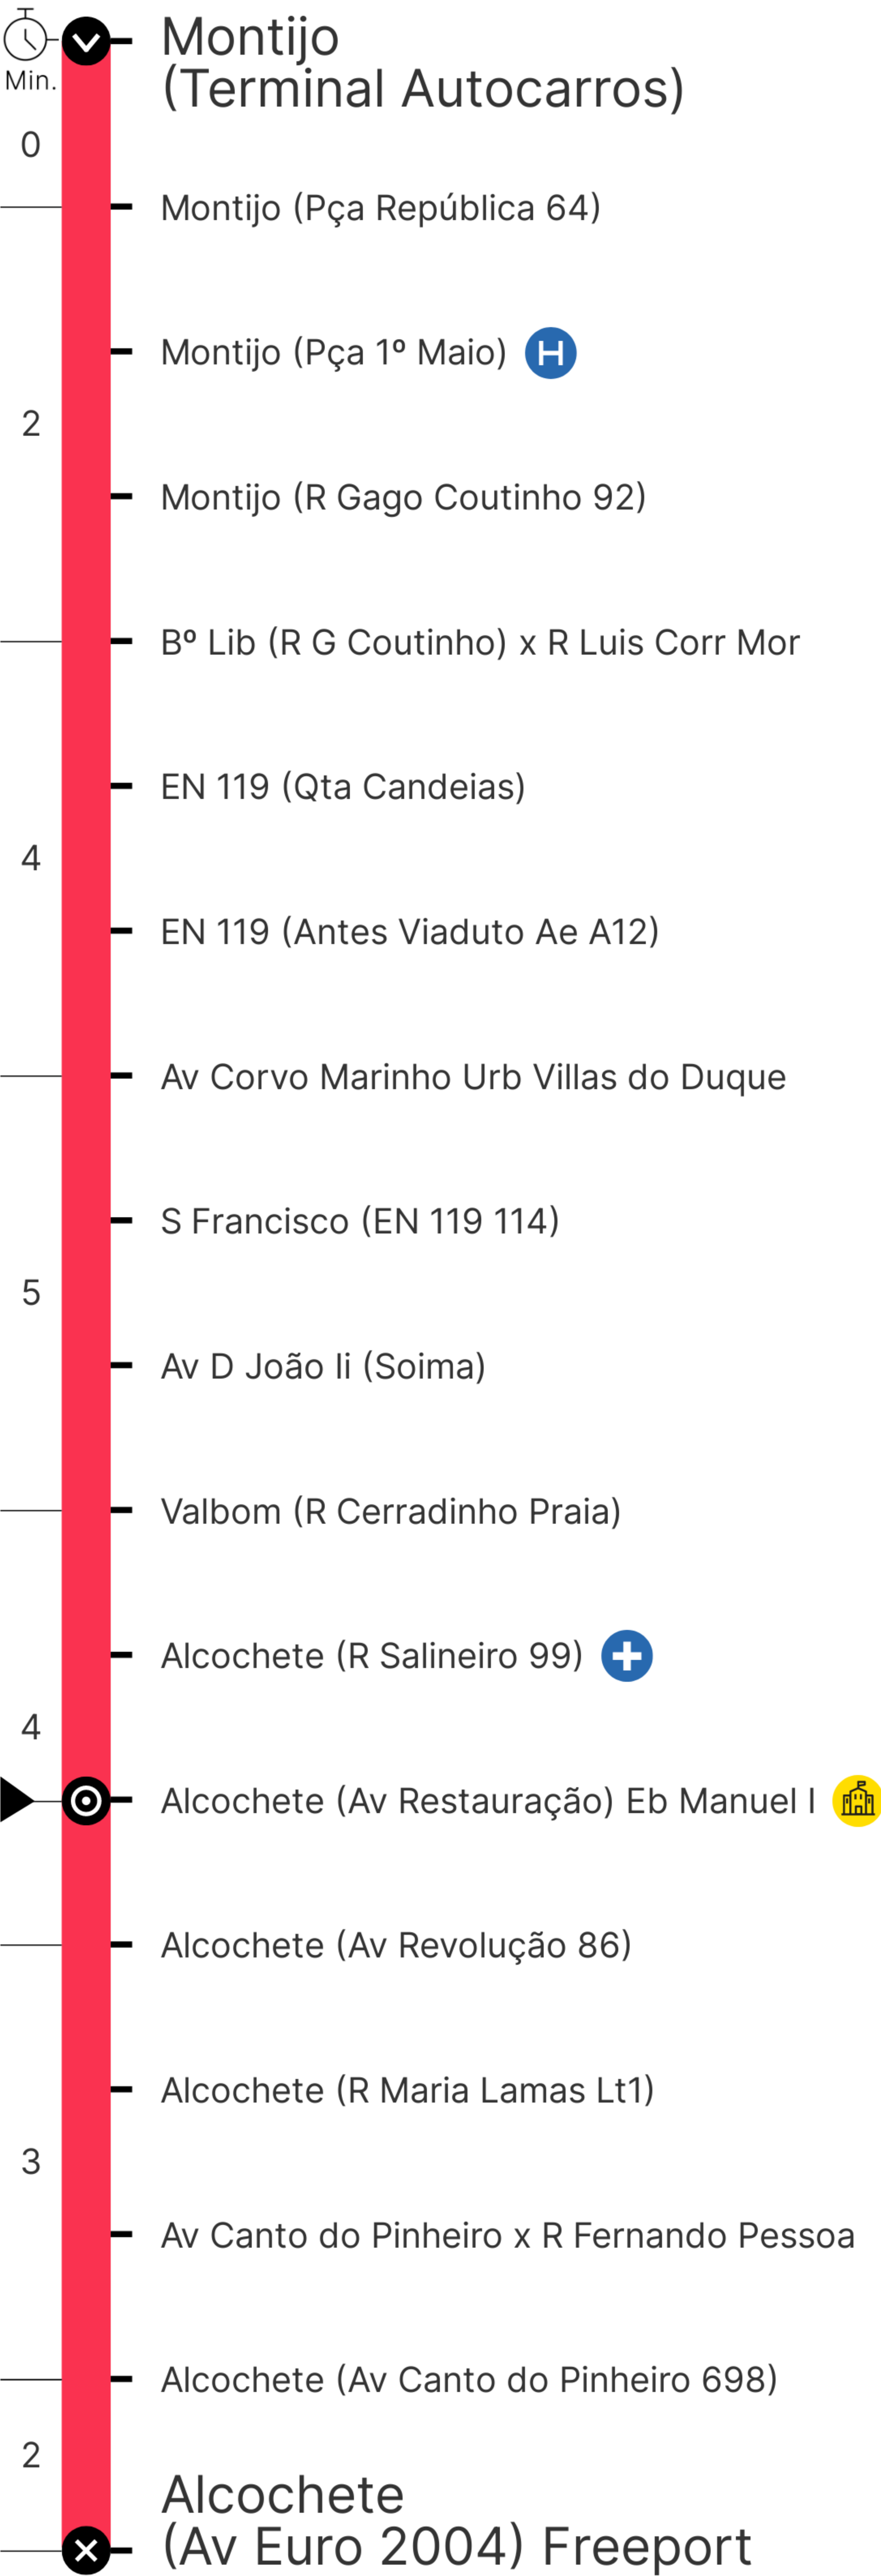 Montijo
(Terminal Autocarros)
Min.
0
Montijo (Pça República 64)
Montijo (Pça 1º Maio) H
2
Montijo (R Gago Coutinho 92)
Bº Lib (R G Coutinho) x R Luis Corr Mor
EN 119 (Qta Candeias)
4
EN 119 (Antes Viaduto Ae A12)
Av Corvo Marinho Urb Villas do Duque
S Francisco (EN 119 114)
5
Av D João Ii (Soima)
Valbom (R Cerradinho Praia)
Alcochete (R Salineiro 99)
4
Alcochete (Av Restauração) Eb Manuel I
Alcochete (Av Revolução 86)
Alcochete (R Maria Lamas Lt1)
3
Av Canto do Pinheiro x R Fernando Pessoa
Alcochete (Av Canto do Pinheiro 698)
2
Alcochete
(Av Euro 2004) Freeport